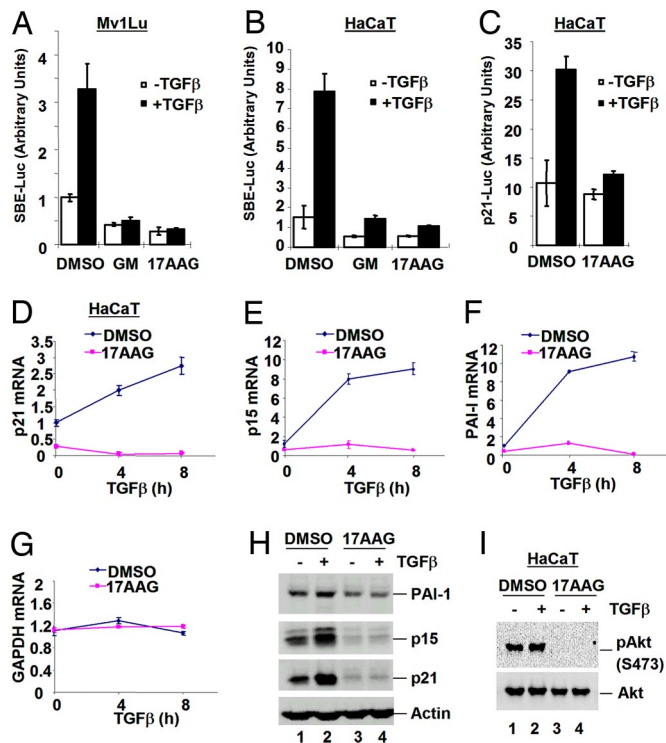 A
Mv1Lu
SBE-Luc (Arbitrary Units)
4
3
2
1
0
-TGFβ
+TGFβ
DMSO GM 17AAG
B
HaCaT
SBE-Luc (Arbitrary Units)
10
9
8
7
6
5
4
3
2
1
0
-TGFβ
+TGFβ
DMSO GM 17AAG
C
HaCaT
p21-Luc (Arbitrary Units)
35
30
25
20
15
10
5
0
-TGFβ
+TGFβ
DMSO 17AAG
D
HaCaT
DMSO
17AAG
p21 mRNA
3.5
3
2.5
2
1.5
1
0.5
0
0 4 8
TGFβ (h)
E
DMSO
17AAG
p15 mRNA
12
10
8
6
4
2
0
0 4 8
TGFβ (h)
F
DMSO
17AAG
PAI-I mRNA
12
10
8
6
4
2
0
0 4 8
TGFβ (h)
G
DMSO
17AAG
GAPDH mRNA
2
1.6
1.2
0.8
0.4
0
0 4 8
TGFβ (h)
H
DMSO 17AAG
- + - + TGFβ
PAI-1
p15
p21
Actin
1 2 3 4
I
HaCaT
DMSO 17AAG
- + - + TGFβ
pAkt
(S473)
Akt
1 2 3 4